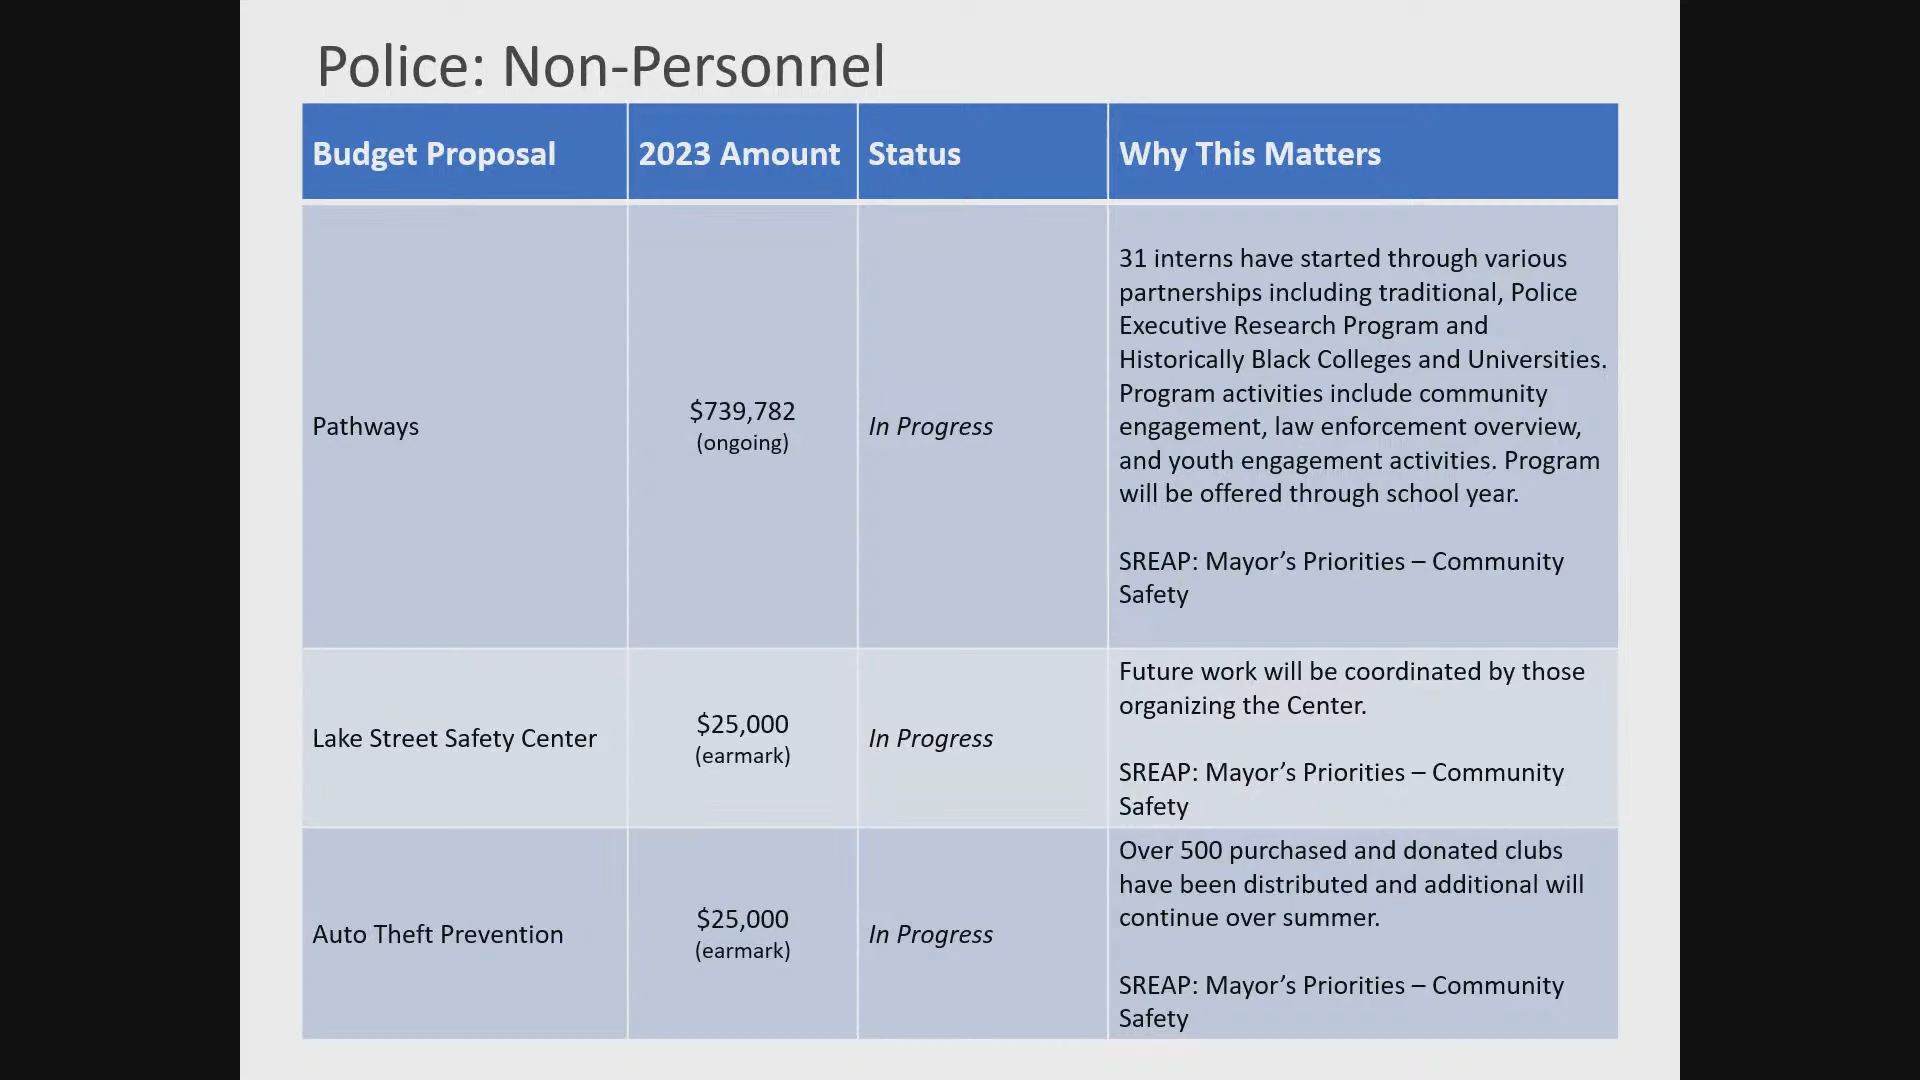 Police: Non-Personnel
Budget Proposal
2023 Amount
Status
Why This Matters
Pathways
$739,782
(ongoing)
In Progress
31 interns have started through various
partnerships including traditional, Police
Executive Research Program and
Historically Black Colleges and Universities.
Program activities include community
engagement, law enforcement overview,
and youth engagement activities. Program
will be offered through school year.
SREAP: Mayor’s Priorities – Community
Safety
Lake Street Safety Center
$25,000
(earmark)
In Progress
Future work will be coordinated by those
organizing the Center.
SREAP: Mayor’s Priorities – Community
Safety
Auto Theft Prevention
$25,000
(earmark)
In Progress
Over 500 purchased and donated clubs
have been distributed and additional will
continue over summer.
SREAP: Mayor’s Priorities – Community
Safety